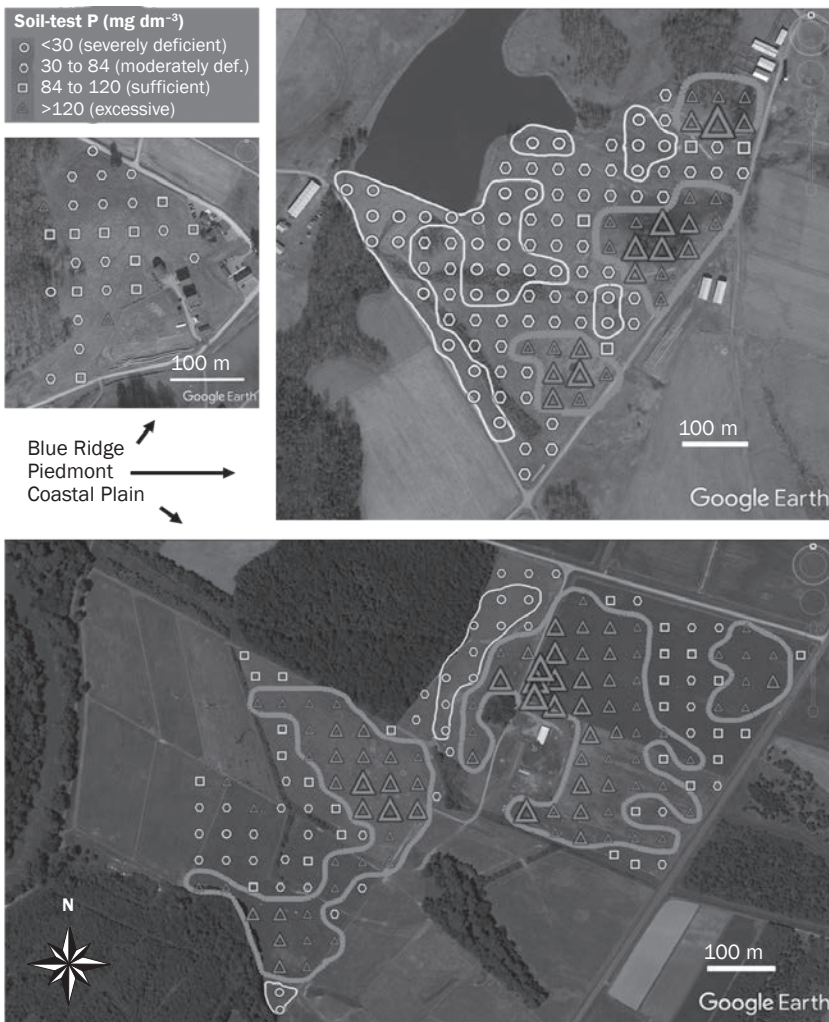 Soil-test P (mg dm⁻³)
<30 (severely deficient)
30 to 84 (moderately def.)
84 to 120 (sufficient)
>120 (excessive)
100 m
Google Earth
100 m
Google Earth
Blue Ridge
Piedmont
Coastal Plain
N
100 m
Google Earth